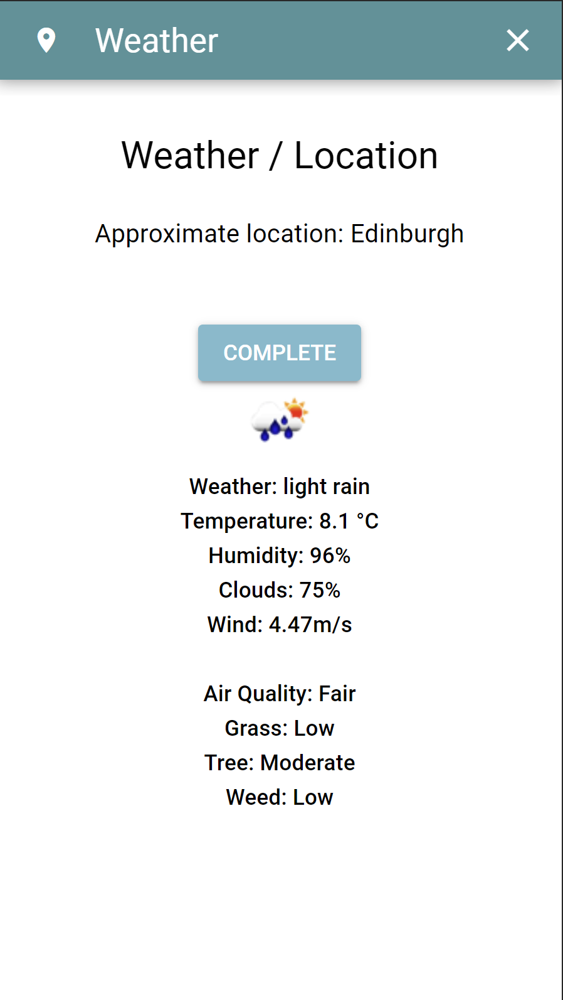 Weather
Weather / Location
Approximate location: Edinburgh
COMPLETE
Weather: light rain
Temperature: 8.1 °C
Humidity: 96%
Clouds: 75%
Wind: 4.47m/s
Air Quality: Fair
Grass: Low
Tree: Moderate
Weed: Low